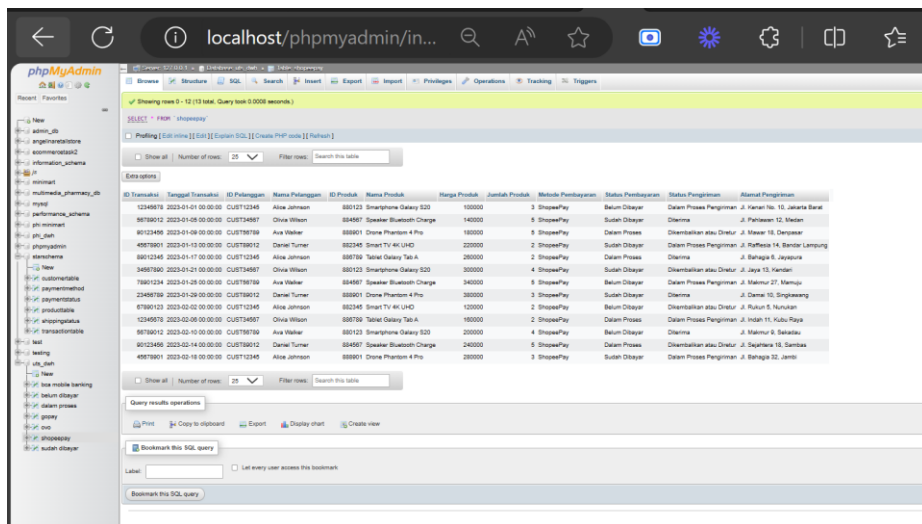 localhost/phpmyadmin/in...
phpMyAdmin
Recent Favorites
New
admin_db
angelinaretailstore
ecommercetask2
information_schema
minimart
multimedia_pharmacy_db
mysql
performance_schema
phi minimart
phi_dwh
phpmyadmin
starschema
New
customertable
paymentmethod
paymentstatus
producttable
shippingstatus
transactiontable
test
testing
uts_dwh
New
bca mobile banking
belum dibayar
dalam proses
gopay
ovo
shopeepay
sudah dibayar
Server: 127.0.0.1 » Database: uts_dwh » Table: shopeepay
Browse Structure SQL Search Insert Export Import Privileges Operations Tracking Triggers
Showing rows 0 - 12 (13 total, Query took 0.0008 seconds.)
SELECT * FROM `shopeepay`
Profiling [ Edit inline ] [ Edit ] [ Explain SQL ] [ Create PHP code ] [ Refresh ]
Show all | Number of rows: 25 Filter rows: Search this table
Extra options
ID Transaksi Tanggal Transaksi ID Pelanggan Nama Pelanggan ID Produk Nama Produk Harga Produk Jumlah Produk Metode Pembayaran Status Pembayaran Status Pengiriman Alamat Pengiriman
12345678 2023-01-01 00:00:00 CUST12345 Alice Johnson 880123 Smartphone Galaxy S20 100000 3 ShopeePay Belum Dibayar Dalam Proses Pengiriman Jl. Kenari No. 10, Jakarta Barat
56789012 2023-01-05 00:00:00 CUST34567 Olivia Wilson 884567 Speaker Bluetooth Charge 140000 5 ShopeePay Sudah Dibayar Diterima Jl. Pahlawan 12, Medan
90123456 2023-01-09 00:00:00 CUST56789 Ava Walker 888901 Drone Phantom 4 Pro 180000 5 ShopeePay Dalam Proses Dikembalikan atau Diretur Jl. Mawar 18, Denpasar
45678901 2023-01-13 00:00:00 CUST89012 Daniel Turner 882345 Smart TV 4K UHD 220000 2 ShopeePay Sudah Dibayar Dalam Proses Pengiriman Jl. Rafflesia 14, Bandar Lampung
89012345 2023-01-17 00:00:00 CUST12345 Alice Johnson 886789 Tablet Galaxy Tab A 260000 2 ShopeePay Dalam Proses Diterima Jl. Bahagia 8, Jayapura
34567890 2023-01-21 00:00:00 CUST34567 Olivia Wilson 880123 Smartphone Galaxy S20 300000 4 ShopeePay Sudah Dibayar Dikembalikan atau Diretur Jl. Jaya 13, Kendari
78901234 2023-01-25 00:00:00 CUST56789 Ava Walker 884567 Speaker Bluetooth Charge 340000 5 ShopeePay Belum Dibayar Dalam Proses Pengiriman Jl. Makmur 27, Mamuju
23456789 2023-01-29 00:00:00 CUST89012 Daniel Turner 888901 Drone Phantom 4 Pro 380000 3 ShopeePay Sudah Dibayar Diterima Jl. Damai 10, Singkawang
67890123 2023-02-02 00:00:00 CUST12345 Alice Johnson 882345 Smart TV 4K UHD 120000 2 ShopeePay Belum Dibayar Dikembalikan atau Diretur Jl. Rukun 5, Nunukan
12345678 2023-02-06 00:00:00 CUST34567 Olivia Wilson 886789 Tablet Galaxy Tab A 160000 2 ShopeePay Dalam Proses Dalam Proses Pengiriman Jl. Indah 11, Kubu Raya
56789012 2023-02-10 00:00:00 CUST56789 Ava Walker 880123 Smartphone Galaxy S20 200000 4 ShopeePay Belum Dibayar Diterima Jl. Makmur 9, Sekadau
90123456 2023-02-14 00:00:00 CUST89012 Daniel Turner 884567 Speaker Bluetooth Charge 240000 5 ShopeePay Dalam Proses Dikembalikan atau Diretur Jl. Sejahtera 18, Sambas
45678901 2023-02-18 00:00:00 CUST12345 Alice Johnson 888901 Drone Phantom 4 Pro 280000 3 ShopeePay Sudah Dibayar Dalam Proses Pengiriman Jl. Bahagia 32, Jambi
Show all | Number of rows: 25 Filter rows: Search this table
Query results operations
Print Copy to clipboard Export Display chart Create view
Bookmark this SQL query
Label: Let every user access this bookmark
Bookmark this SQL query